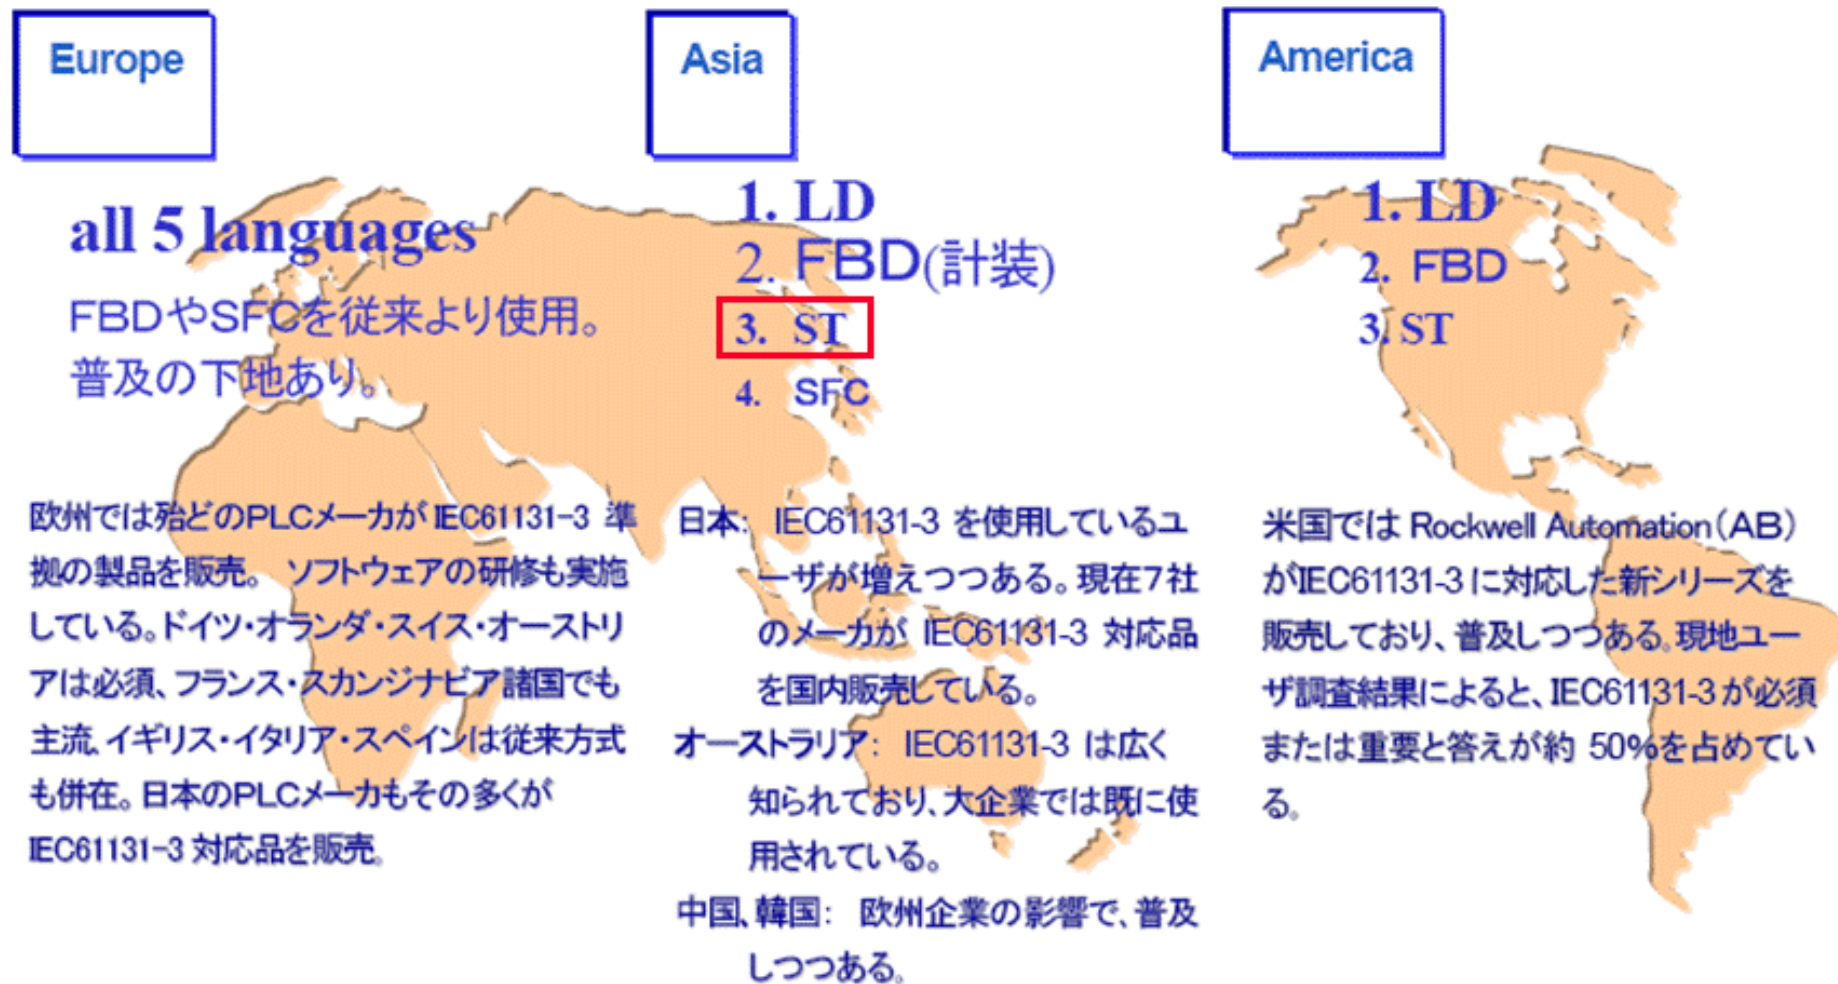 Europe
all 5 languages
FBDやSFCを従来より使用。
普及の下地あり。
欧州では殆どのPLCメーカが IEC61131-3 準
拠の製品を販売。 ソフトウェアの研修も実施
している。ドイツ・オランダ・スイス・オーストリ
アは必須、フランス・スカンジナビア諸国でも
主流、イギリス・イタリア・スペインは従来方式
も併在。日本のPLCメーカもその多くが
IEC61131-3 対応品を販売。
Asia
1. LD
2. FBD(計装)
3. ST
4. SFC
日本: IEC61131-3 を使用しているユ
ーザが増えつつある。現在7社
のメーカが IEC61131-3 対応品
を国内販売している。
オーストラリア: IEC61131-3 は広く
知られており、大企業では既に使
用されている。
中国、韓国: 欧州企業の影響で、普及
しつつある。
America
1. LD
2. FBD
3. ST
米国では Rockwell Automation(AB)
がIEC61131-3 に対応した新シリーズを
販売しており、普及しつつある。現地ユー
ザ調査結果によると、IEC61131-3 が必須
または重要と答えが約 50%を占めてい
る。